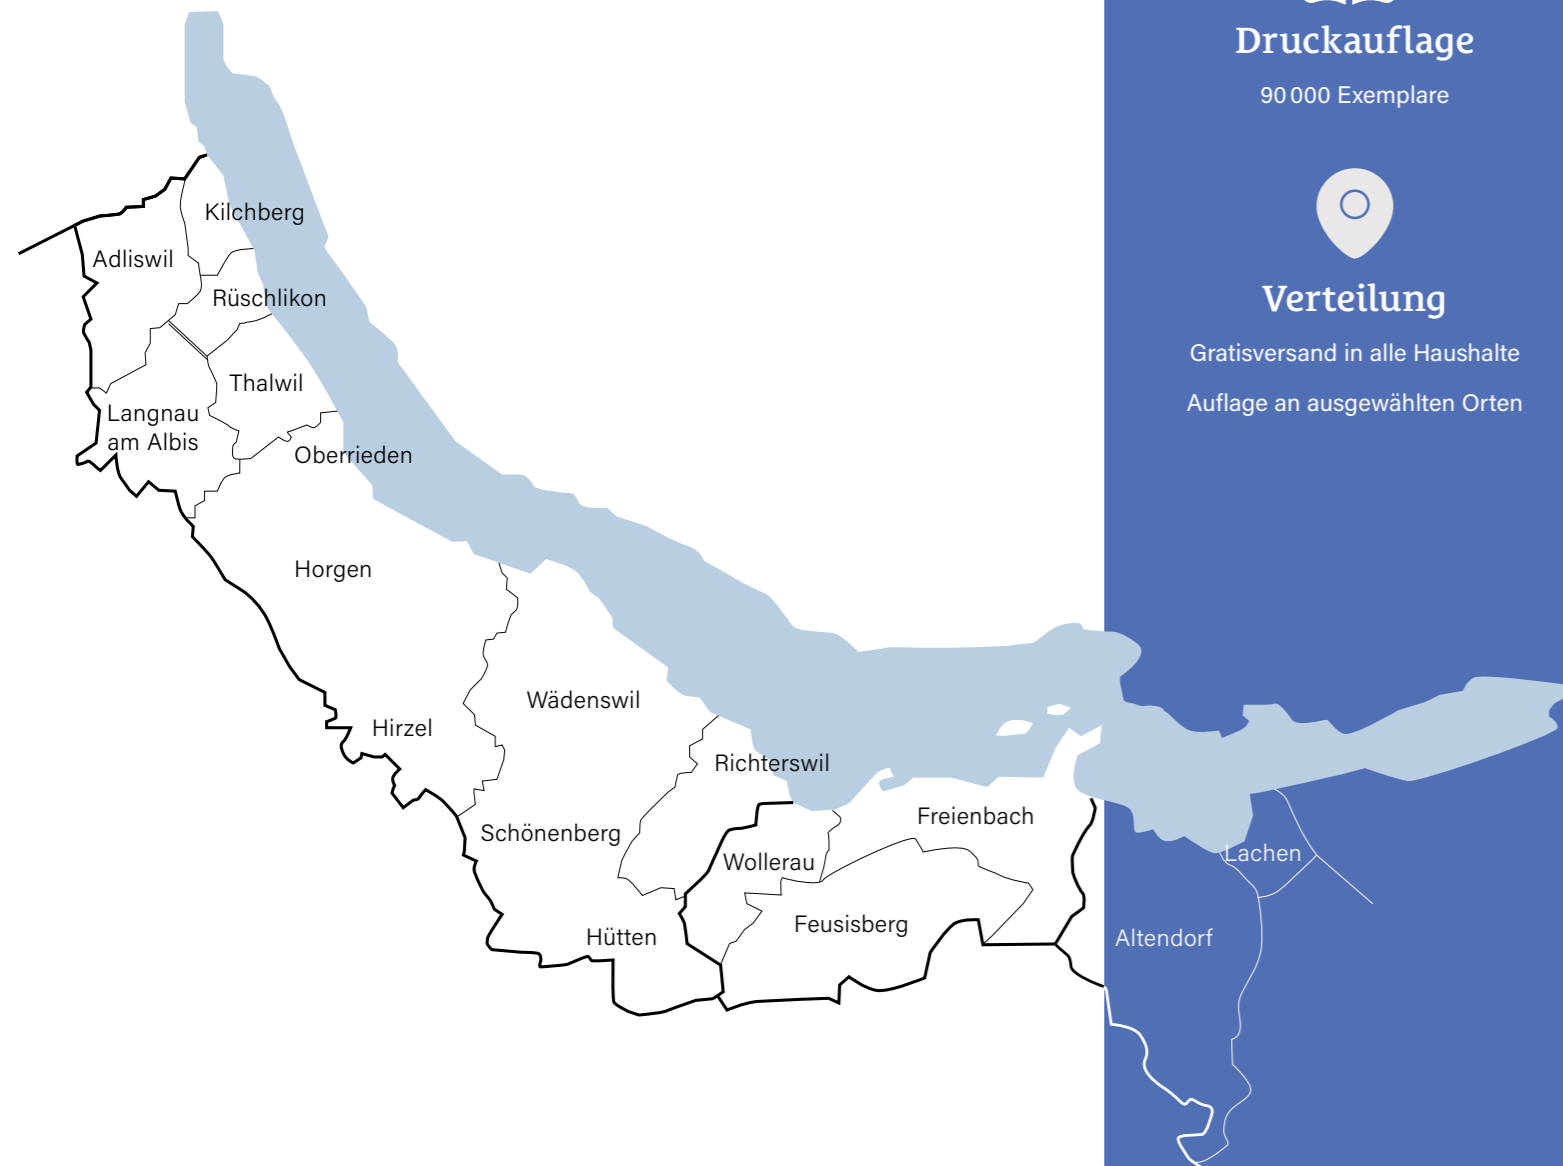 Druckauflage
90 000 Exemplare
Verteilung
Gratisversand in alle Haushalte
Auflage an ausgewählten Orten
Kilchberg
Adliswil
Rüschlikon
Thalwil
Langnau
am Albis
Oberrieden
Horgen
Hirzel
Wädenswil
Richterswil
Schönenberg
Freienbach
Wollerau
Lachen
Feusisberg
Hütten
Altendorf